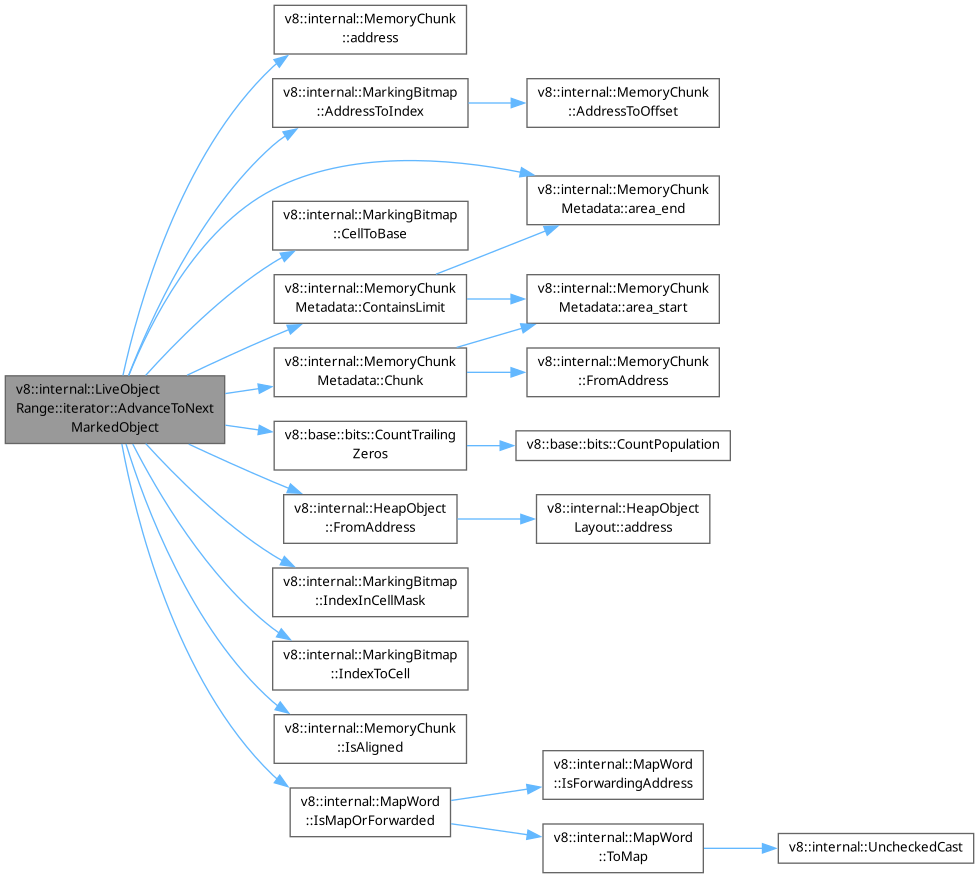 v8::internal::MemoryChunk
::address
v8::internal::MarkingBitmap
::AddressToIndex
v8::internal::MemoryChunk
::AddressToOffset
v8::internal::MemoryChunk
Metadata::area_end
v8::internal::MarkingBitmap
::CellToBase
v8::internal::MemoryChunk
Metadata::ContainsLimit
v8::internal::MemoryChunk
Metadata::area_start
v8::internal::MemoryChunk
Metadata::Chunk
v8::internal::MemoryChunk
::FromAddress
v8::internal::LiveObject
Range::iterator::AdvanceToNext
MarkedObject
v8::base::bits::CountTrailing
Zeros
v8::base::bits::CountPopulation
v8::internal::HeapObject
::FromAddress
v8::internal::HeapObject
Layout::address
v8::internal::MarkingBitmap
::IndexInCellMask
v8::internal::MarkingBitmap
::IndexToCell
v8::internal::MemoryChunk
::IsAligned
v8::internal::MapWord
::IsMapOrForwarded
v8::internal::MapWord
::IsForwardingAddress
v8::internal::MapWord
::ToMap
v8::internal::UncheckedCast